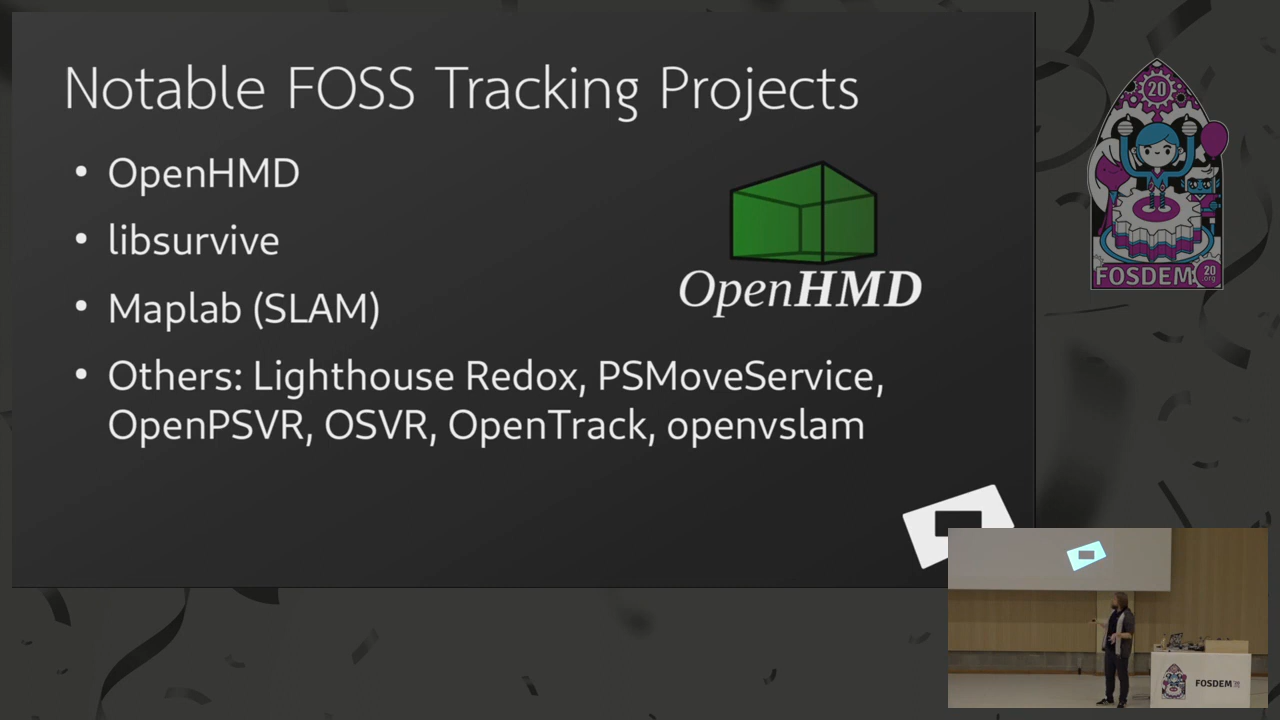 Notable FOSS Tracking Projects
• OpenHMD
• libsurvive
• Maplab (SLAM)
• Others: Lighthouse Redox, PSMoveService,
OpenPSVR, OSVR, OpenTrack, openvslam
OpenHMD
20
FOSDEM 20
.org
FOSDEM